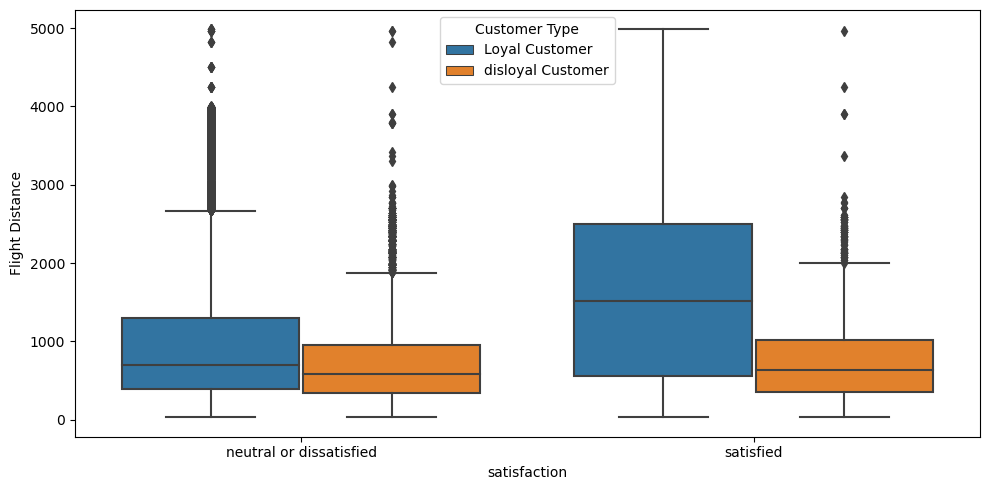 Customer Type
Loyal Customer
disloyal Customer
5000
4000
3000
2000
1000
0
Flight Distance
neutral or dissatisfied
satisfied
satisfaction